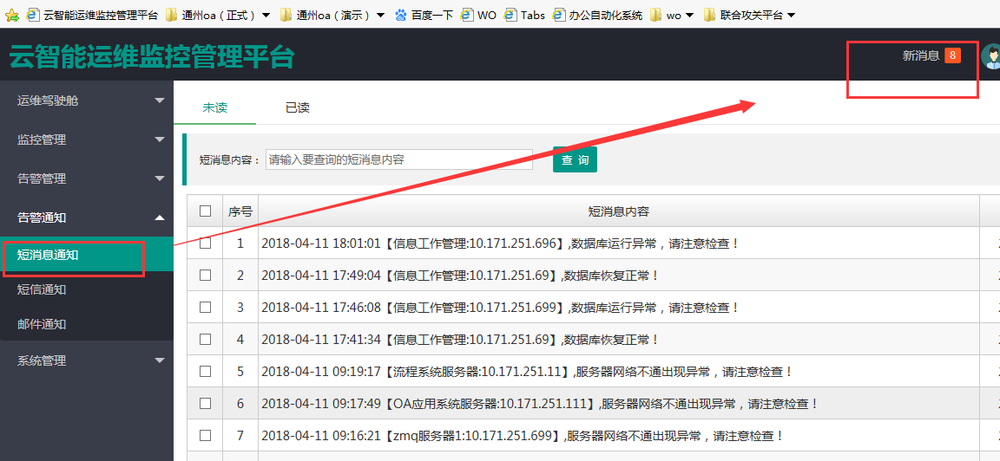 云智能运维监控管理平台 通州oa（正式） 通州oa（演示） 百度一下 WO Tabs 办公自动化系统 wo 联合攻关平台
云智能运维监控管理平台 新消息 8
运维驾驶舱
监控管理
告警管理
告警通知
短消息通知
短信通知
邮件通知
系统管理
未读 已读
短消息内容： 请输入要查询的短消息内容 查 询
序号 短消息内容
1 2018-04-11 18:01:01【信息工作管理:10.171.251.696】,数据库运行异常，请注意检查！
2 2018-04-11 17:49:04【信息工作管理:10.171.251.69】,数据库恢复正常！
3 2018-04-11 17:46:08【信息工作管理:10.171.251.699】,数据库运行异常，请注意检查！
4 2018-04-11 17:41:34【信息工作管理:10.171.251.69】,数据库恢复正常！
5 2018-04-11 09:19:17【流程系统服务器:10.171.251.11】,服务器网络不通出现异常，请注意检查！
6 2018-04-11 09:17:49【OA应用系统服务器:10.171.251.111】,服务器网络不通出现异常，请注意检查！
7 2018-04-11 09:16:21【zmq服务器1:10.171.251.699】,服务器网络不通出现异常，请注意检查！